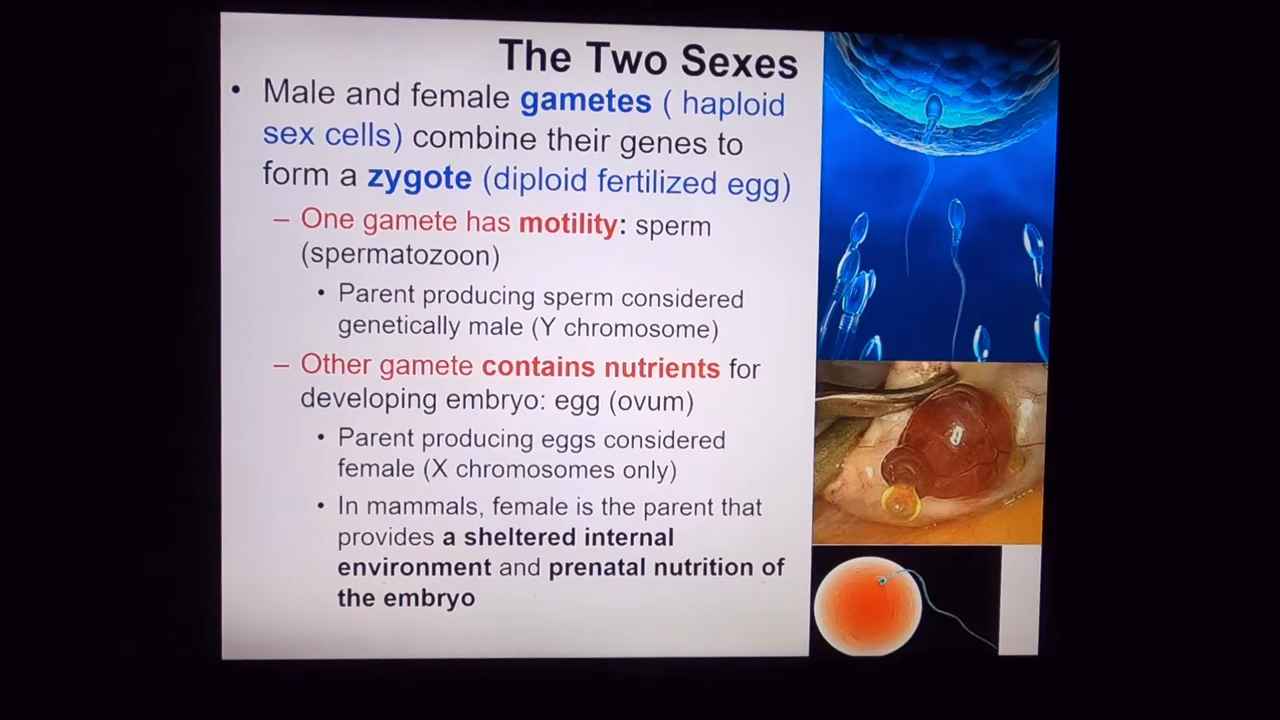 The Two Sexes
• Male and female gametes ( haploid
sex cells) combine their genes to
form a zygote (diploid fertilized egg)
– One gamete has motility: sperm
(spermatozoon)
• Parent producing sperm considered
genetically male (Y chromosome)
– Other gamete contains nutrients for
developing embryo: egg (ovum)
• Parent producing eggs considered
female (X chromosomes only)
• In mammals, female is the parent that
provides a sheltered internal
environment and prenatal nutrition of
the embryo